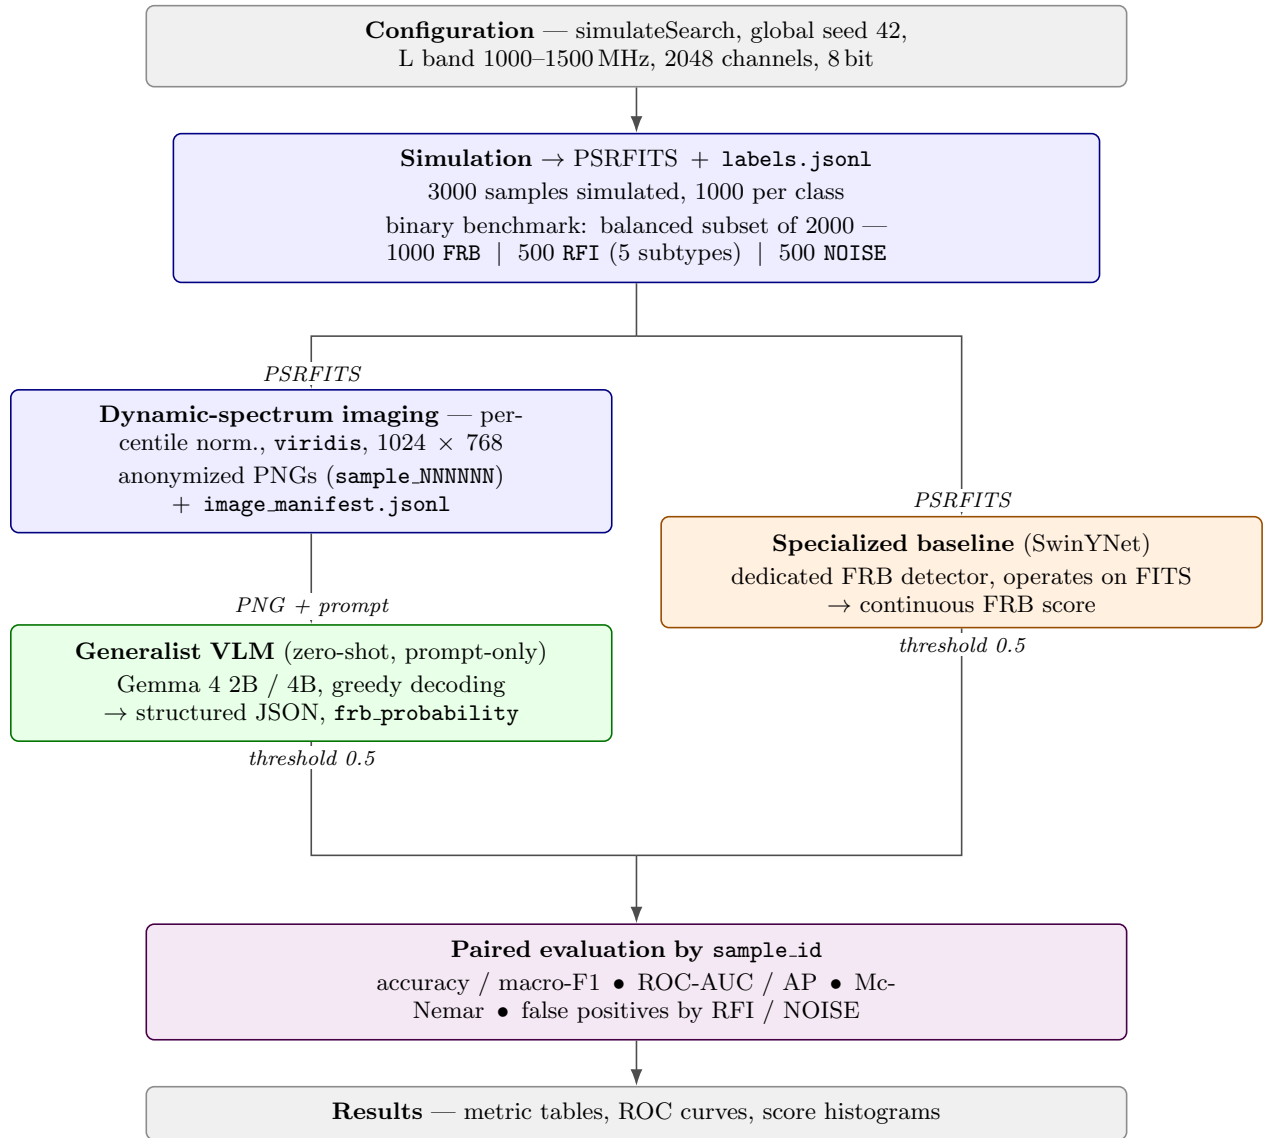 Configuration — simulateSearch, global seed 42,
L band 1000–1500 MHz, 2048 channels, 8 bit
Simulation → PSRFITS + labels.jsonl
3000 samples simulated, 1000 per class
binary benchmark: balanced subset of 2000 —
1000 FRB | 500 RFI (5 subtypes) | 500 NOISE
PSRFITS
Dynamic-spectrum imaging — per-
centile norm., viridis, 1024 × 768
anonymized PNGs (sample_NNNNNN)
+ image_manifest.jsonl
PNG + prompt
Generalist VLM (zero-shot, prompt-only)
Gemma 4 2B / 4B, greedy decoding
→ structured JSON, frb_probability
threshold 0.5
PSRFITS
Specialized baseline (SwinYNet)
dedicated FRB detector, operates on FITS
→ continuous FRB score
threshold 0.5
Paired evaluation by sample_id
accuracy / macro-F1 • ROC-AUC / AP • Mc-
Nemar • false positives by RFI / NOISE
Results — metric tables, ROC curves, score histograms